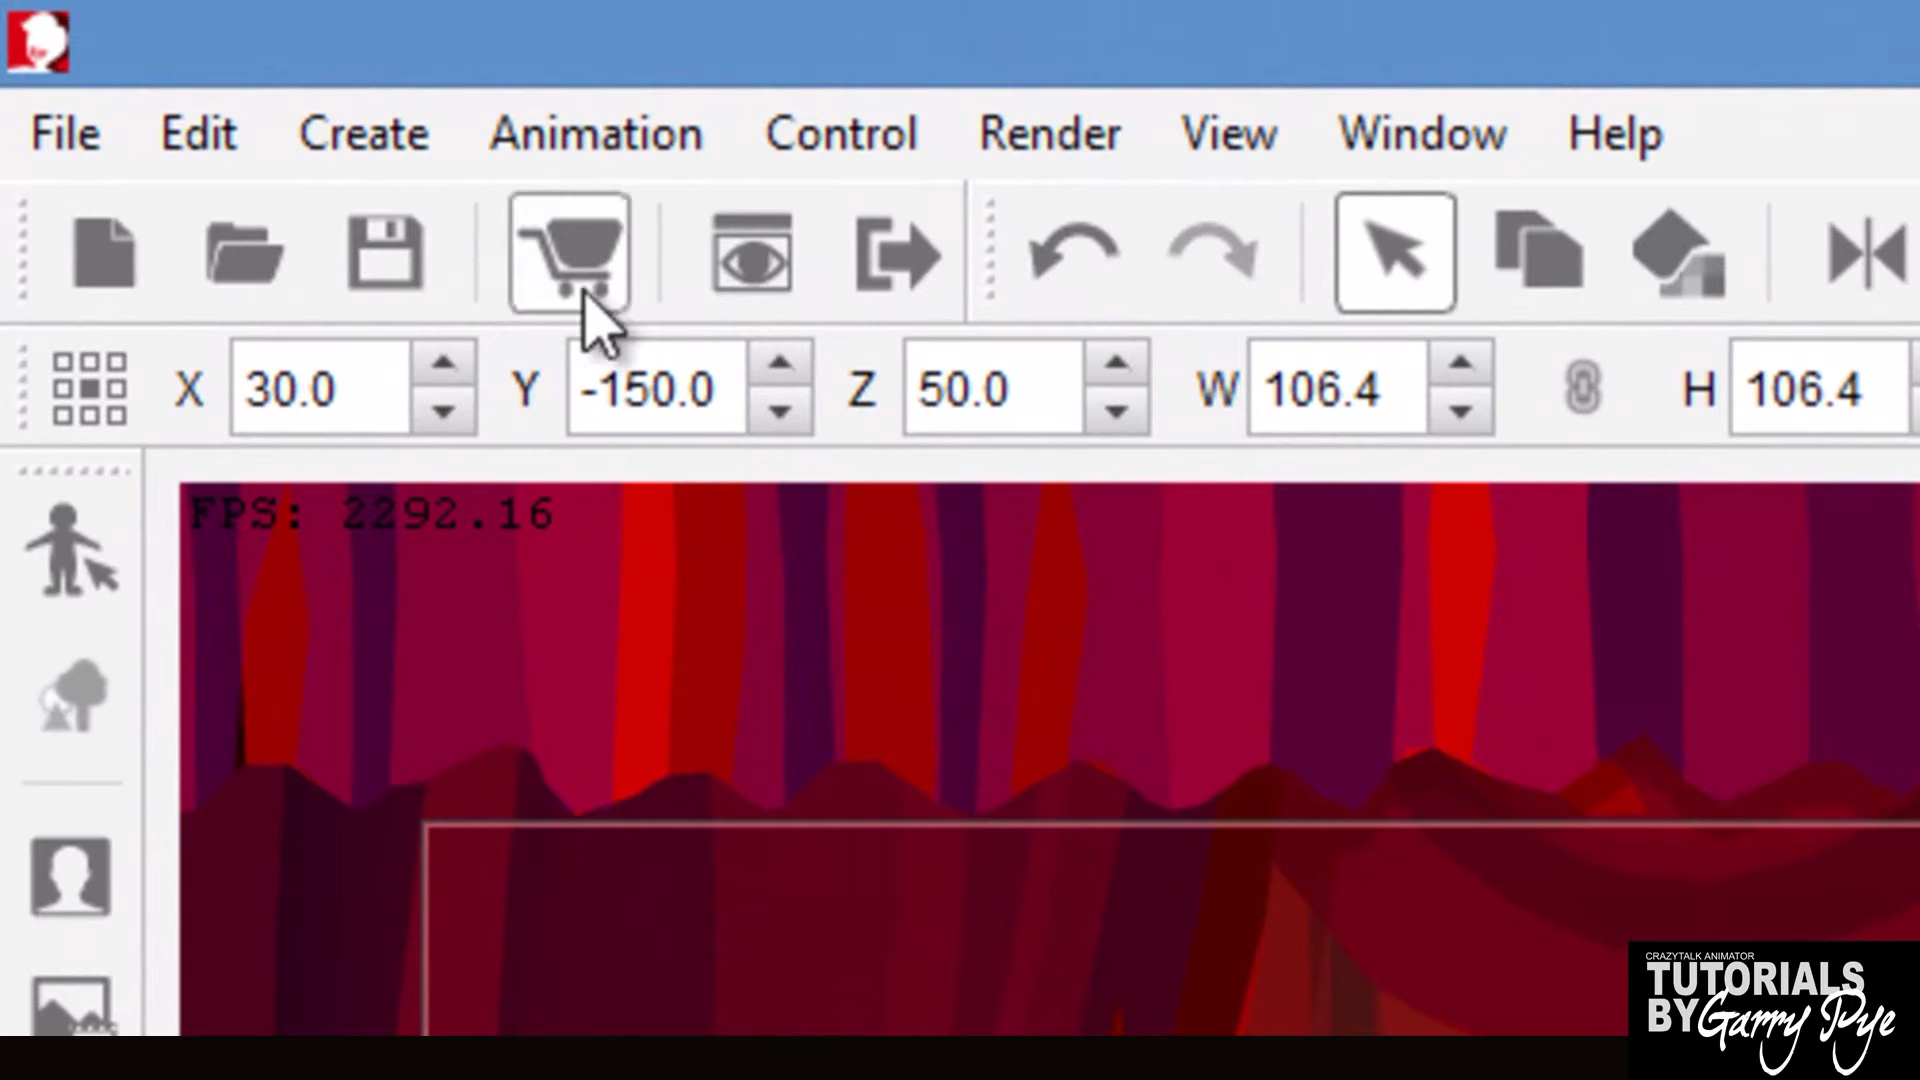 File Edit Create Animation Control Render View Window Help
X 30.0 Y -150.0 Z 50.0 W 106.4 H 106.4
FPS: 2292.16
CRAZYTALK ANIMATOR
TUTORIALS
BY Garry Pye